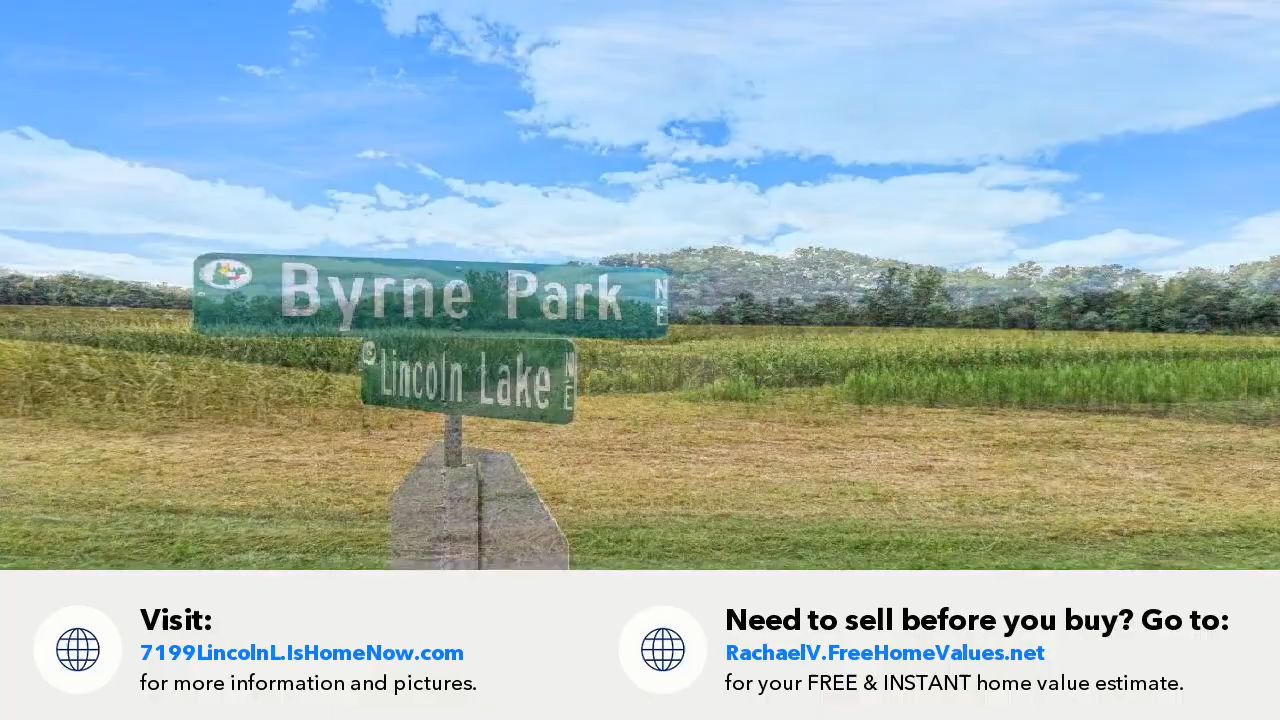 Byrne Park NE
Lincoln Lake NE
Visit:
7199LincolnL.IsHomeNow.com
for more information and pictures.
Need to sell before you buy? Go to:
RachaelV.FreeHomeValues.net
for your FREE & INSTANT home value estimate.